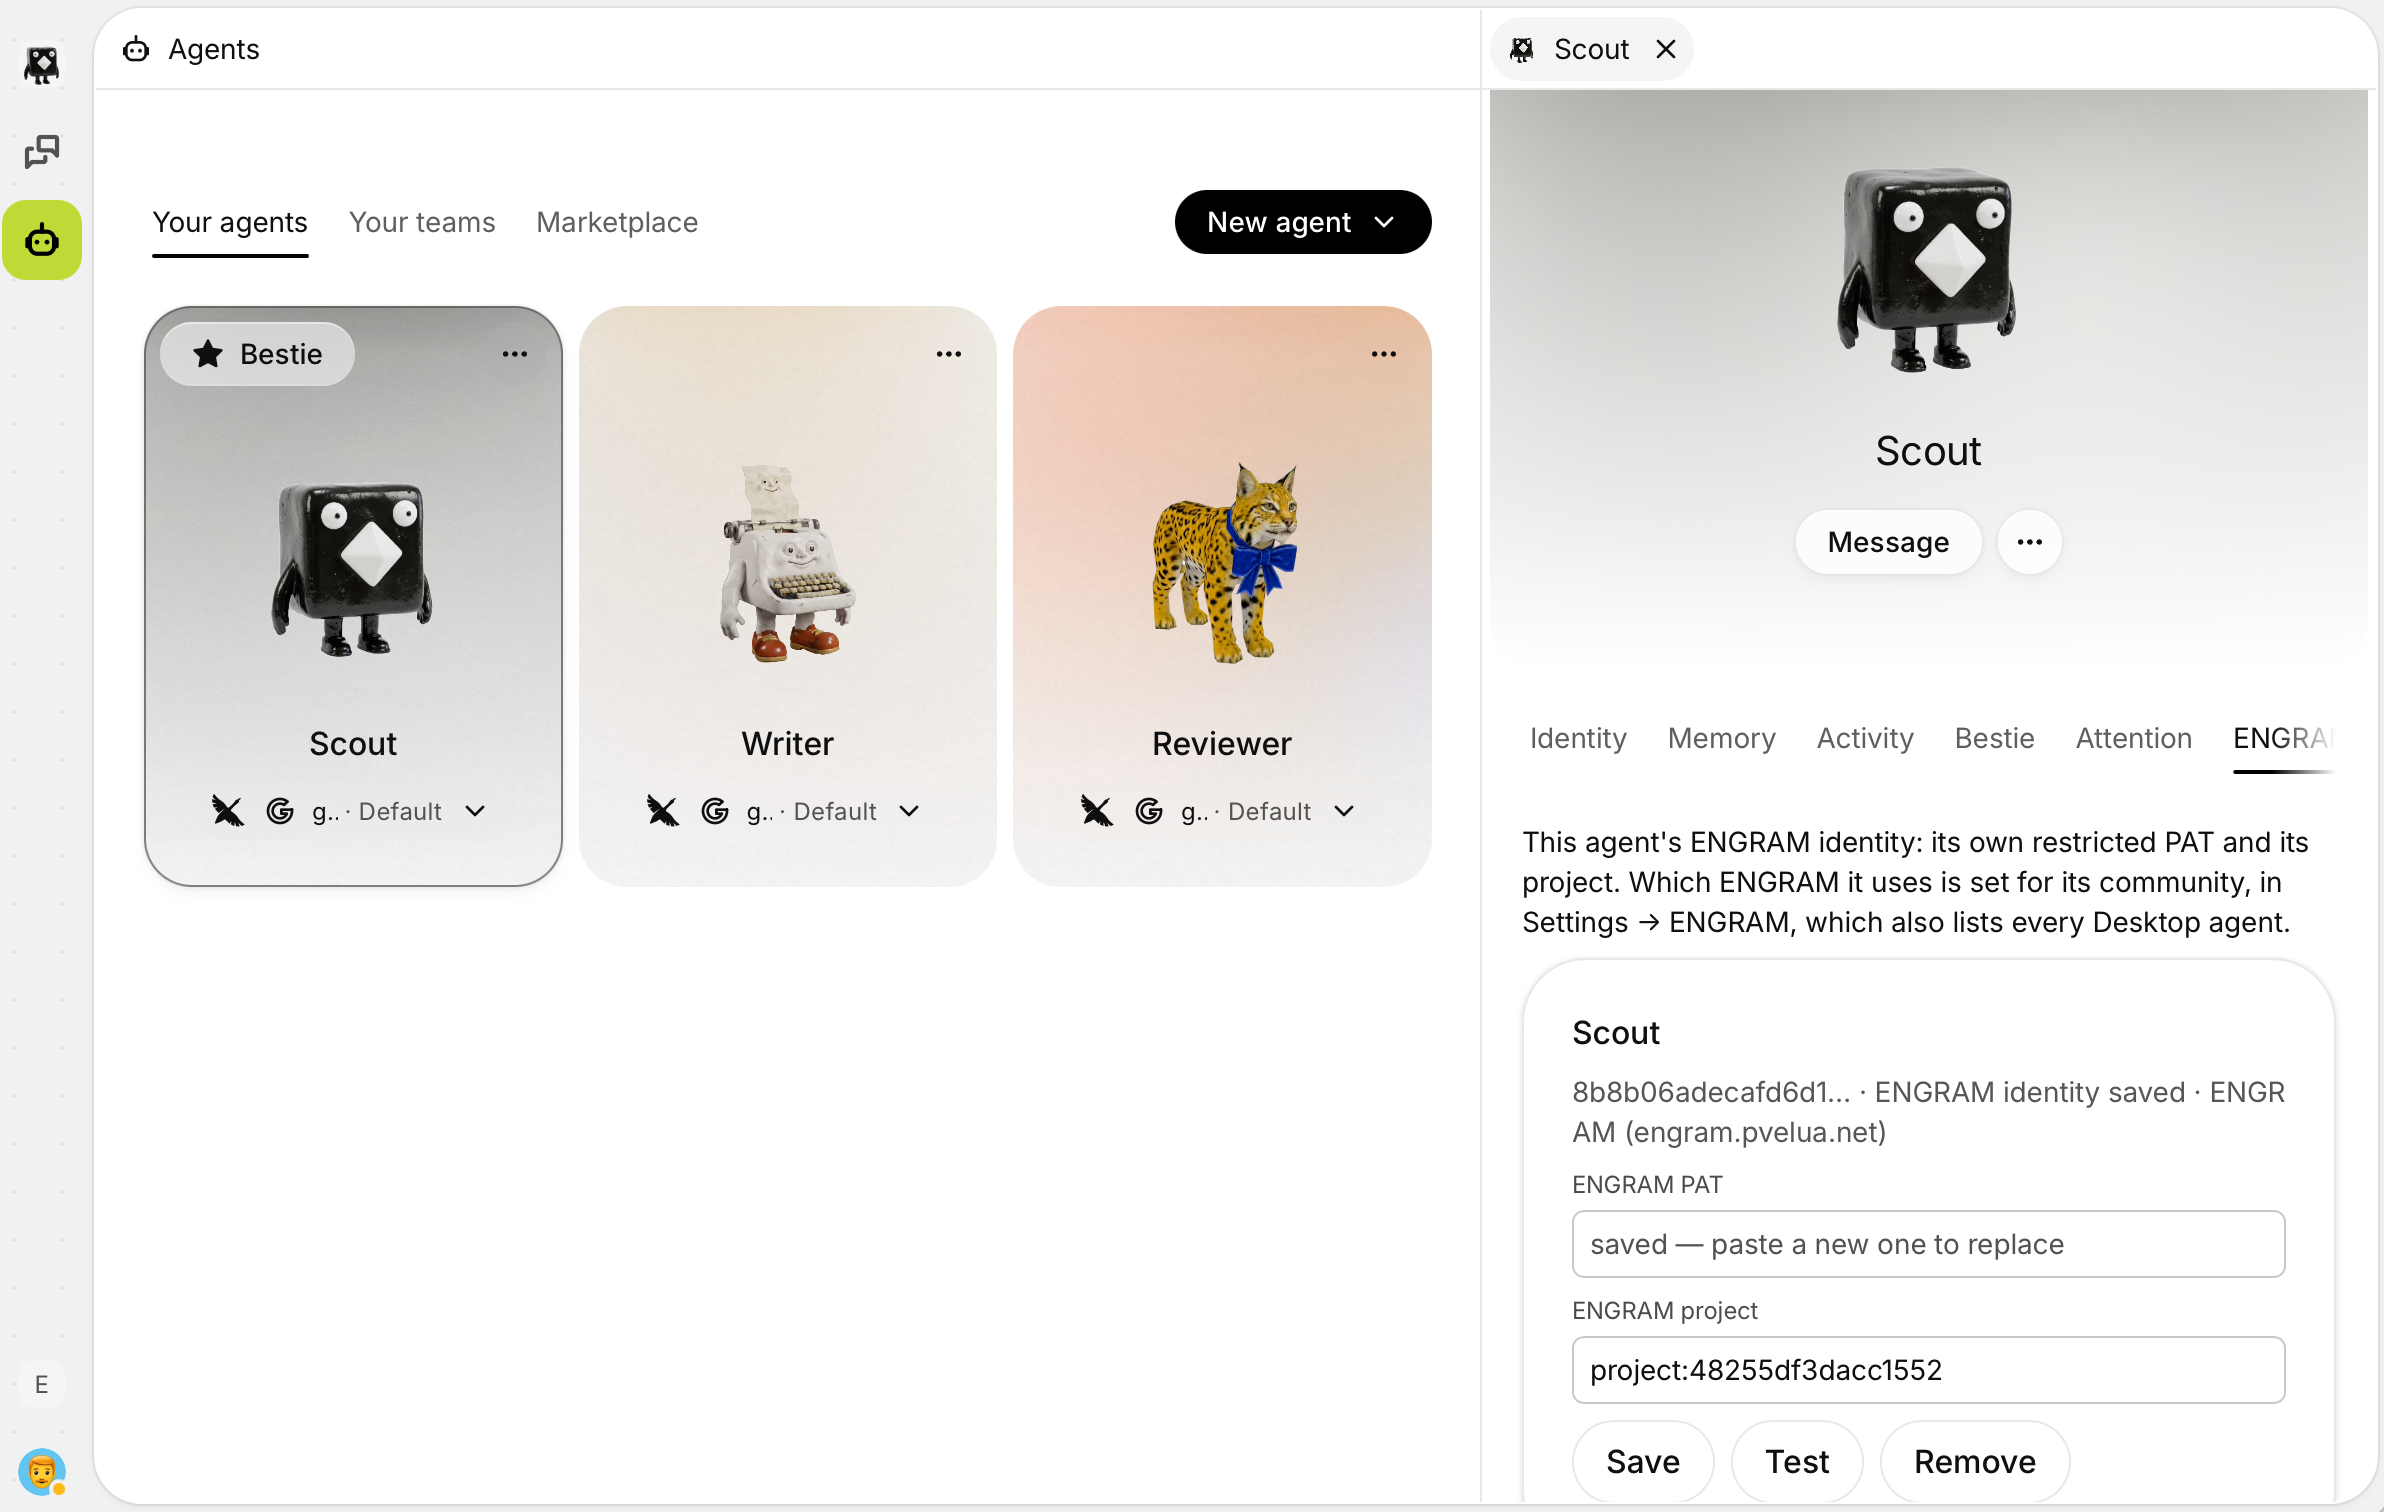 Agents
Scout
Your agents
Your teams
Marketplace
New agent
Bestie
Scout
g.. · Default
Writer
g.. · Default
Reviewer
g.. · Default
Scout
Message
Identity
Memory
Activity
Bestie
Attention
ENGRA
This agent's ENGRAM identity: its own restricted PAT and its
project. Which ENGRAM it uses is set for its community, in
Settings → ENGRAM, which also lists every Desktop agent.
Scout
8b8b06adecafd6d1... · ENGRAM identity saved · ENGR
AM (engram.pvelua.net)
ENGRAM PAT
saved — paste a new one to replace
ENGRAM project
project:48255df3dacc1552
Save
Test
Remove
E